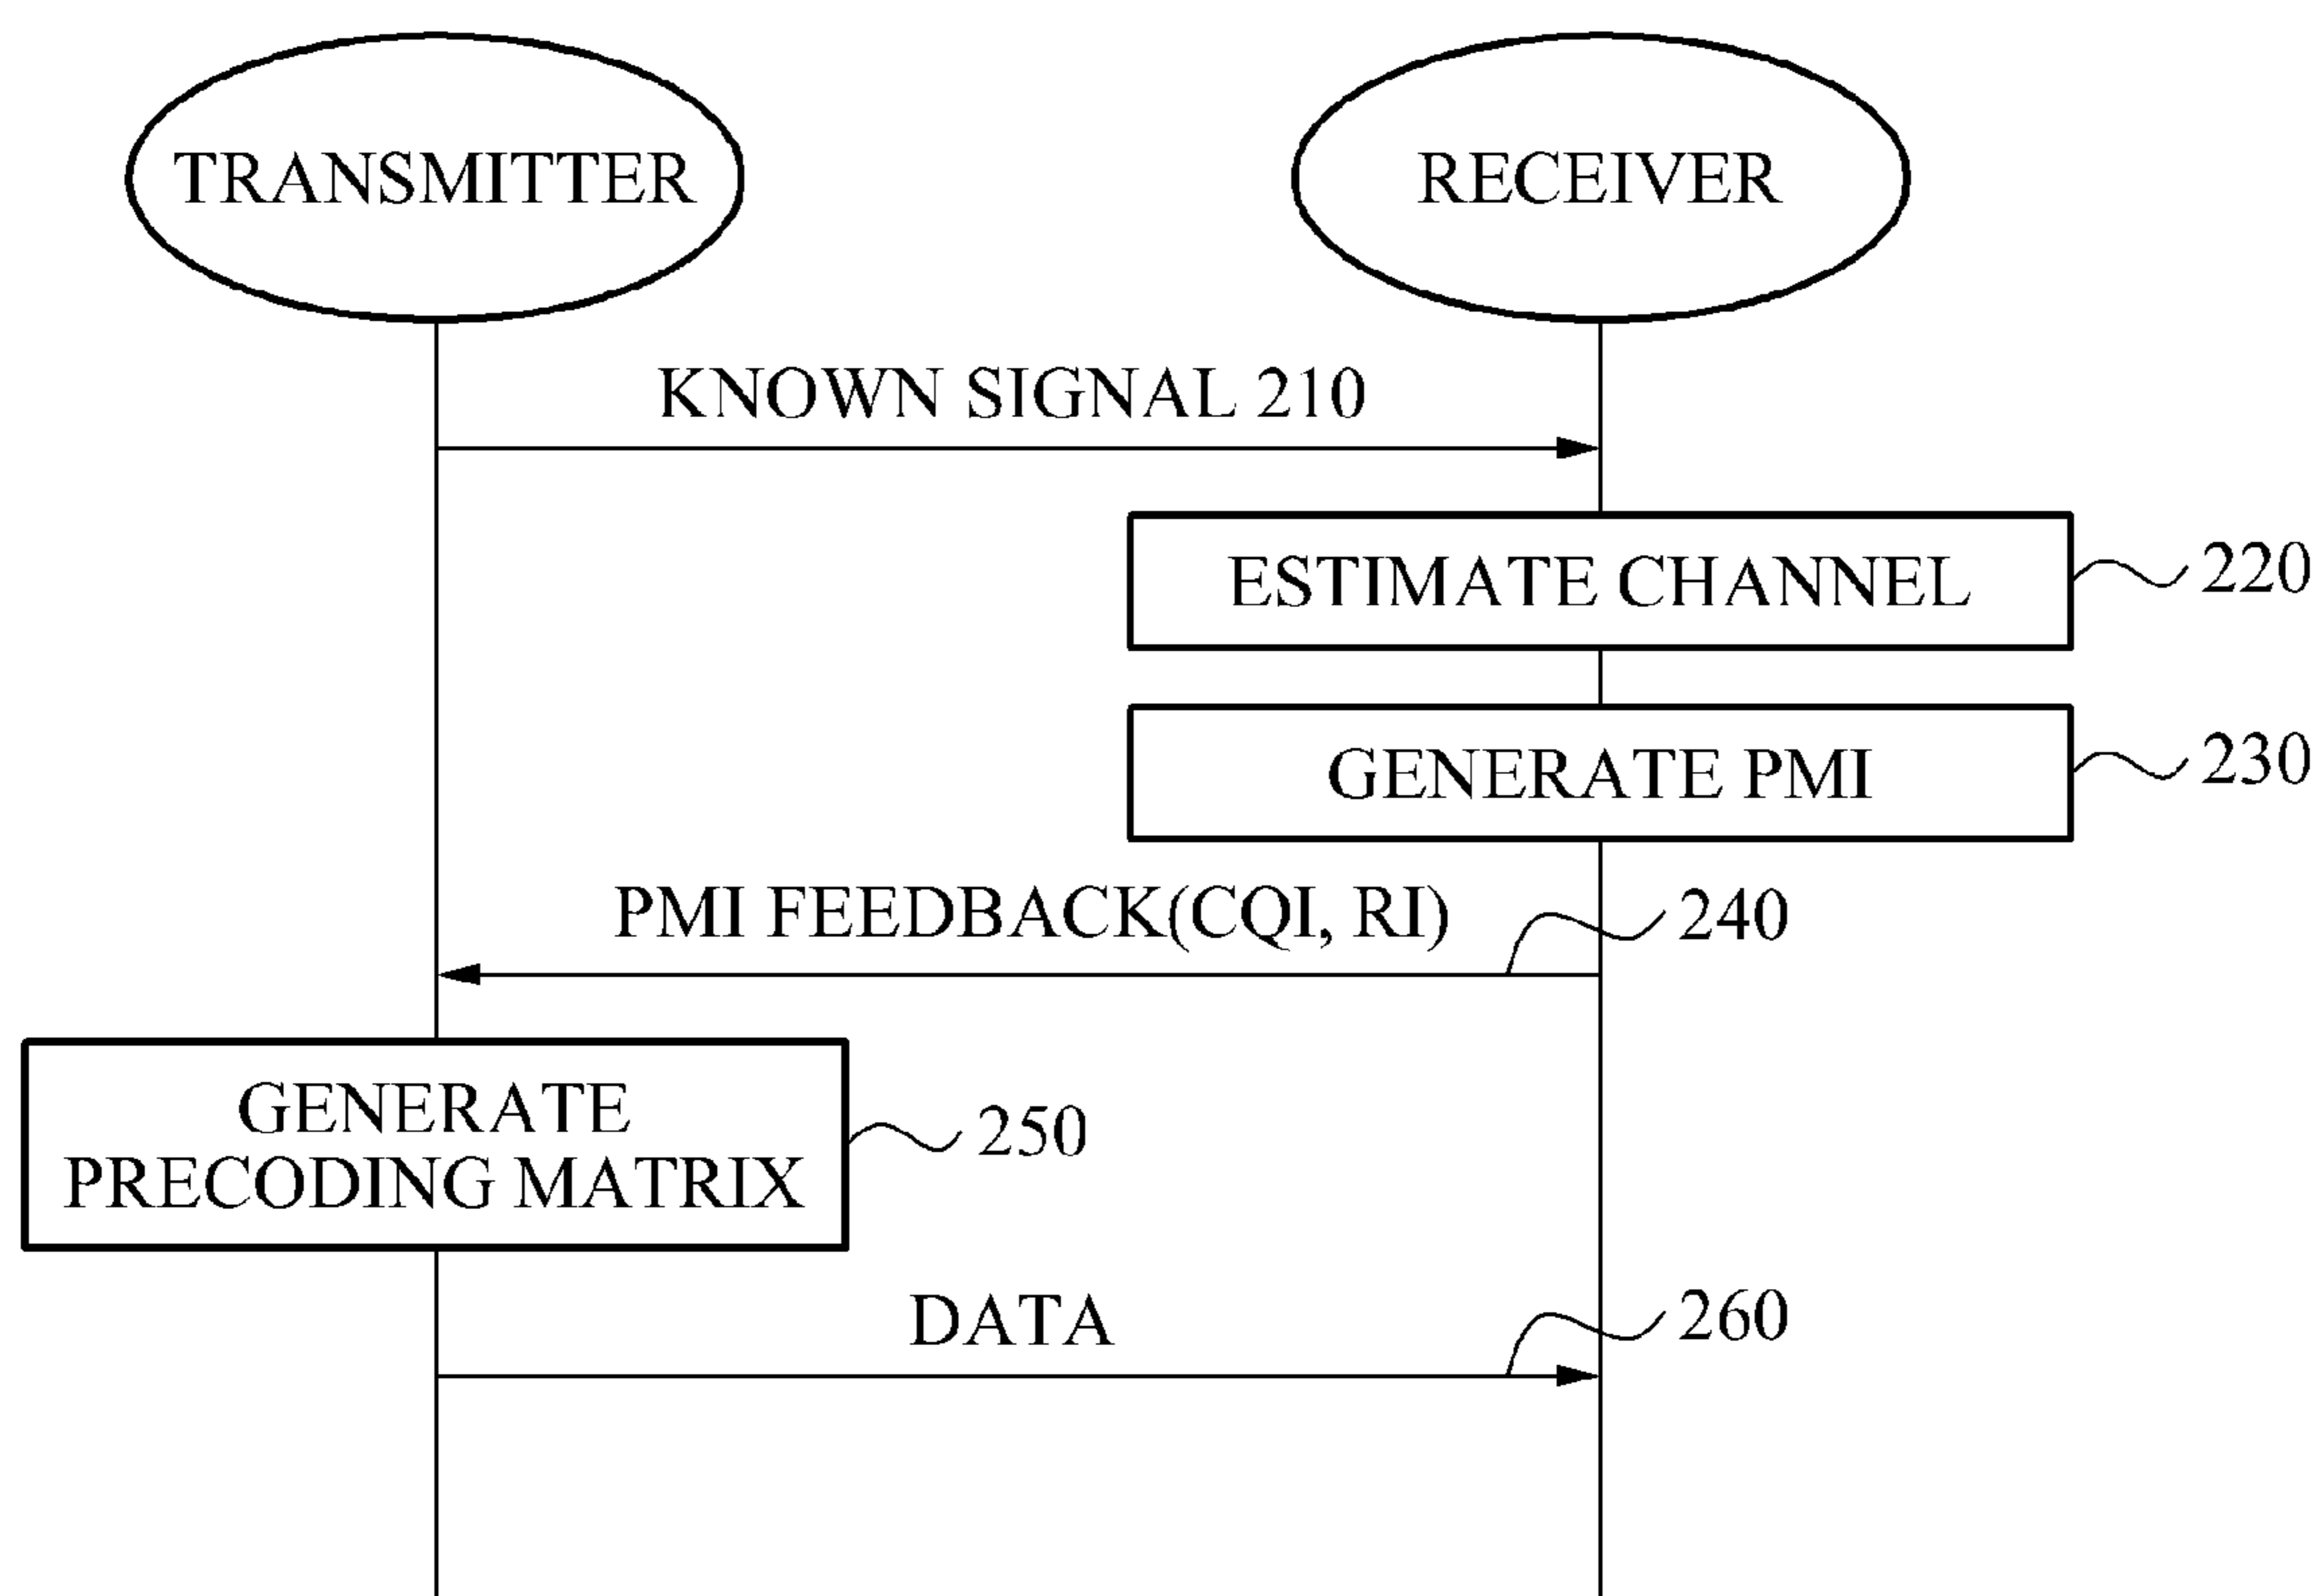 TRANSMITTER
RECEIVER
KNOWN SIGNAL 210
ESTIMATE CHANNEL
220
GENERATE PMI
230
PMI FEEDBACK(CQI, RI)
240
GENERATE
PRECODING MATRIX
250
DATA
260